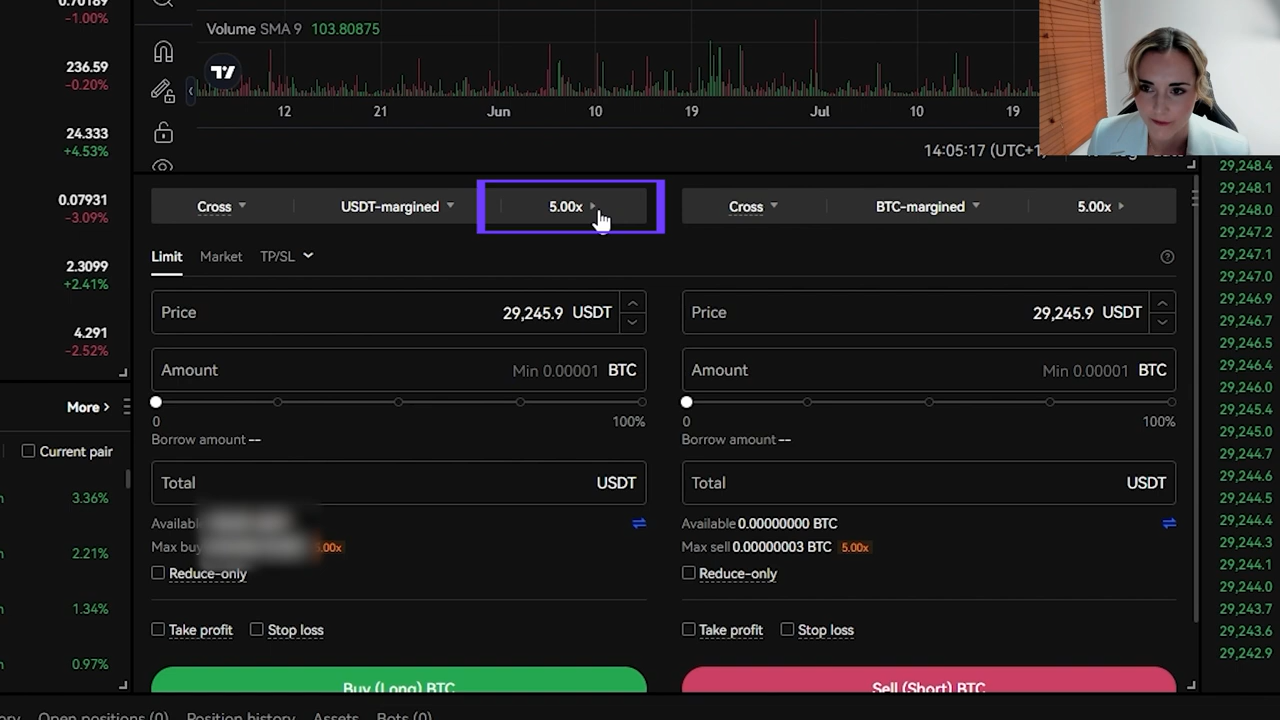 0.70189
-1.00%
236.59
-0.20%
24.333
+4.53%
0.07931
-3.09%
2.3099
+2.41%
4.291
-2.52%
More >
Current pair
3.36%
2.21%
1.34%
0.97%
Volume SMA 9 103.80875
12 21 Jun 10 19 Jul 10 19
14:05:17 (UTC+1)
Cross USDT-margined 5.00x
Cross BTC-margined 5.00x
Limit Market TP/SL
Price 29,245.9 USDT
Price 29,245.9 USDT
Amount Min 0.00001 BTC
Amount Min 0.00001 BTC
0 100%
0 100%
Borrow amount --
Borrow amount --
Total USDT
Total USDT
Available 0.00000000 BTC
Max buy 5.00x
Max sell 0.00000003 BTC 5.00x
Reduce-only
Reduce-only
Take profit Stop loss
Take profit Stop loss
Buy (Long) BTC
Sell (Short) BTC
Open positions (0) Position history Assets Bots (0)
29,248.4
29,248.1
29,248.0
29,247.2
29,247.1
29,247.0
29,246.9
29,246.7
29,246.5
29,246.4
29,246.0
29,245.4
29,245.0
29,244.7
29,244.6
29,244.5
29,244.4
29,244.3
29,244.1
29,244.0
29,243.7
29,243.6
29,242.9